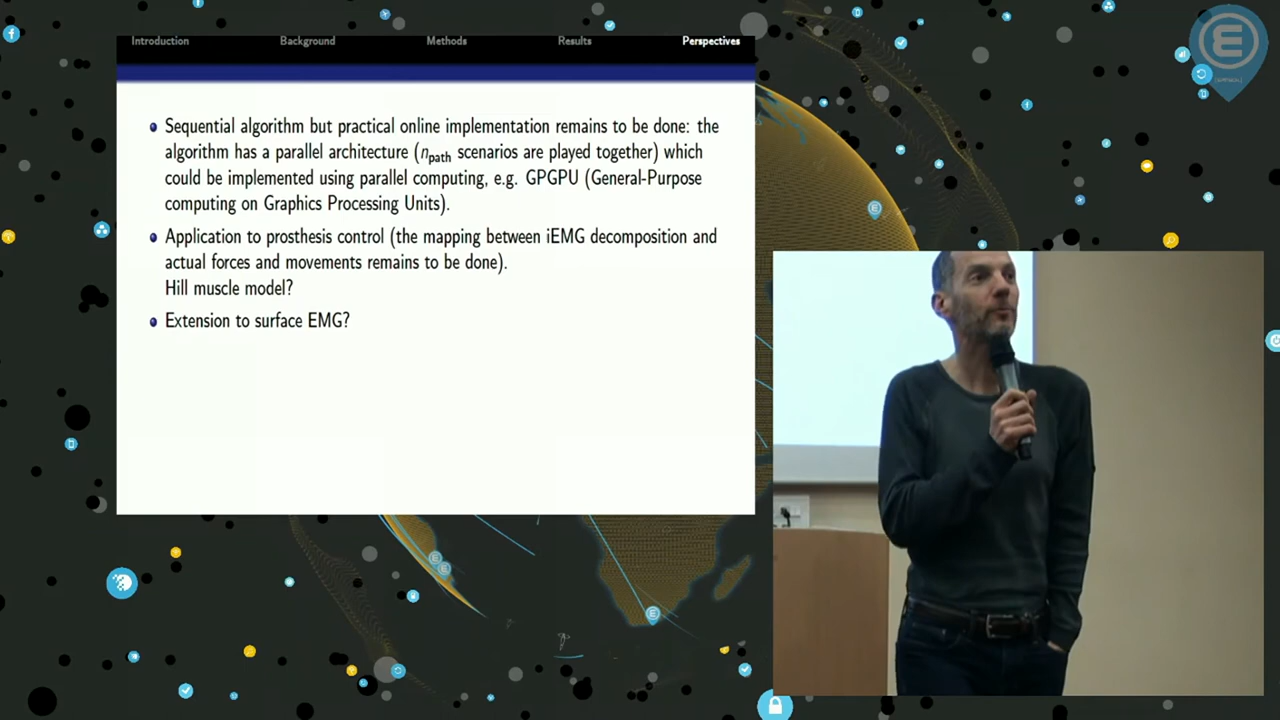 Introduction Background Methods Results Perspectives
Sequential algorithm but practical online implementation remains to be done: the
algorithm has a parallel architecture (npath scenarios are played together) which
could be implemented using parallel computing, e.g. GPGPU (General-Purpose
computing on Graphics Processing Units).
Application to prosthesis control (the mapping between iEMG decomposition and
actual forces and movements remains to be done).
Hill muscle model?
Extension to surface EMG?